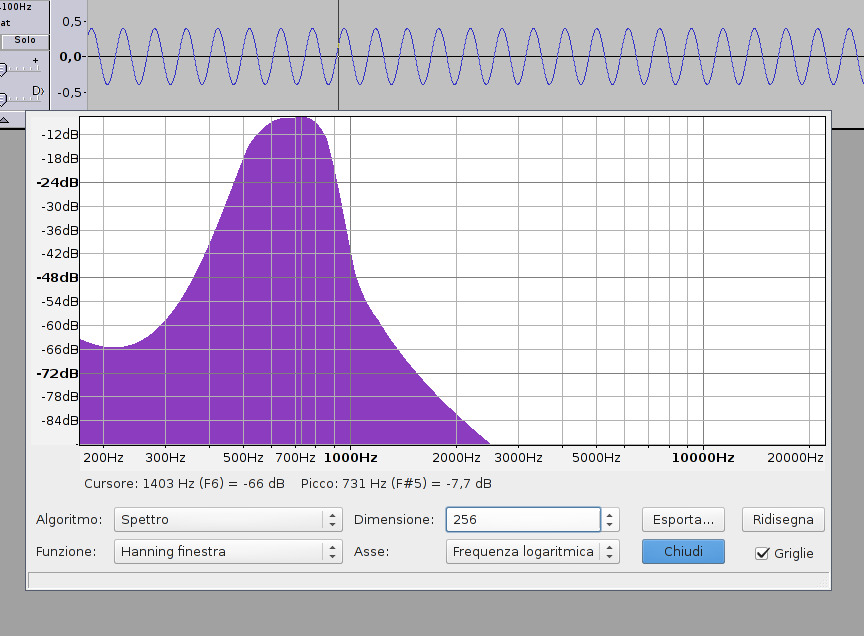 100Hz
at
Solo
+
D
0,5
0,0
-0,5
-12dB
-18dB
-24dB
-30dB
-36dB
-42dB
-48dB
-54dB
-60dB
-66dB
-72dB
-78dB
-84dB
200Hz 300Hz 500Hz 700Hz 1000Hz 2000Hz 3000Hz 5000Hz 10000Hz 20000Hz
Cursore: 1403 Hz (F6) = -66 dB Picco: 731 Hz (F#5) = -7,7 dB
Algoritmo: Spettro Dimensione: 256 Esporta... Ridisegna
Funzione: Hanning finestra Asse: Frequenza logaritmica Chiudi Griglie